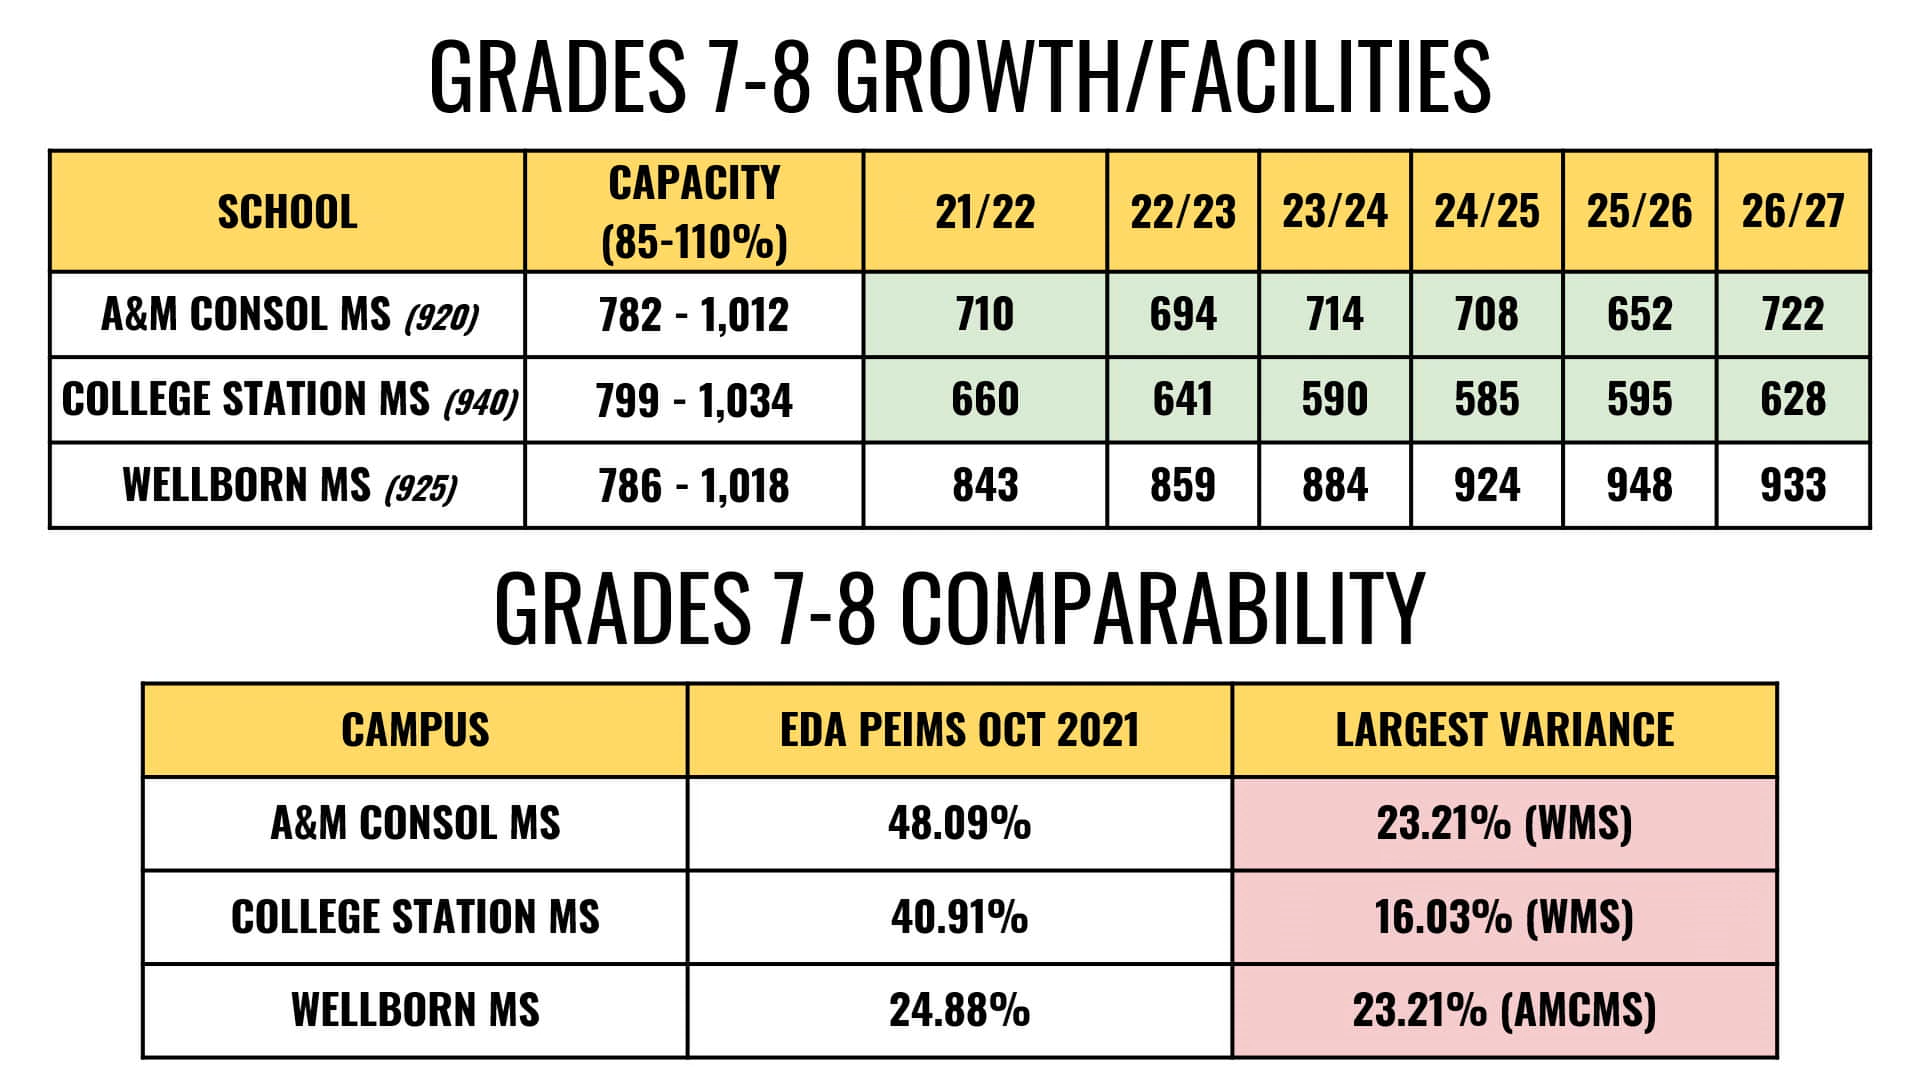 GRADES 7-8 GROWTH/FACILITIES
SCHOOL CAPACITY (85-110%) 21/22 22/23 23/24 24/25 25/26 26/27
A&M CONSOL MS (920) 782 - 1,012 710 694 714 708 652 722
COLLEGE STATION MS (940) 799 - 1,034 660 641 590 585 595 628
WELLBORN MS (925) 786 - 1,018 843 859 884 924 948 933
GRADES 7-8 COMPARABILITY
CAMPUS EDA PEIMS OCT 2021 LARGEST VARIANCE
A&M CONSOL MS 48.09% 23.21% (WMS)
COLLEGE STATION MS 40.91% 16.03% (WMS)
WELLBORN MS 24.88% 23.21% (AMCMS)